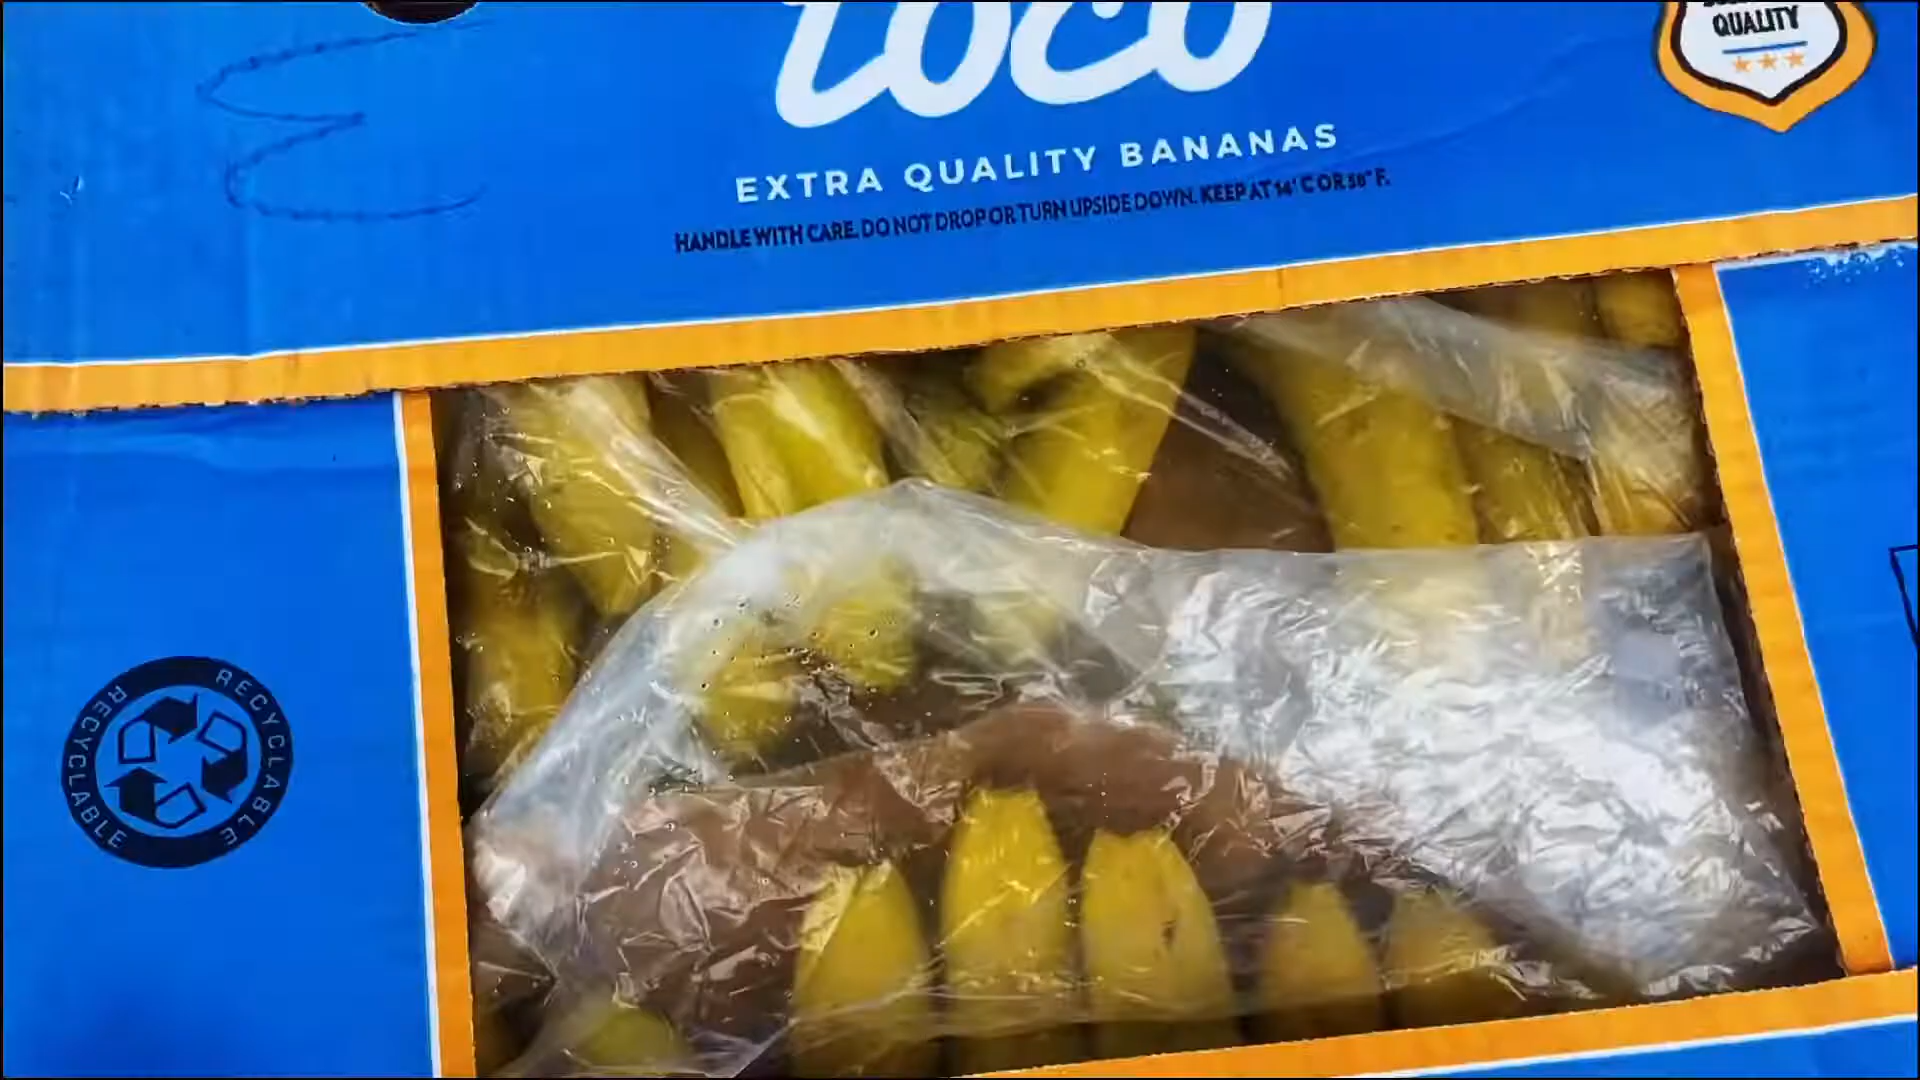 Loco
QUALITY
EXTRA QUALITY BANANAS
HANDLE WITH CARE. DO NOT DROP OR TURN UPSIDE DOWN. KEEP AT 14° C OR 58° F.
RECYCLABLE
RECYCLABLE